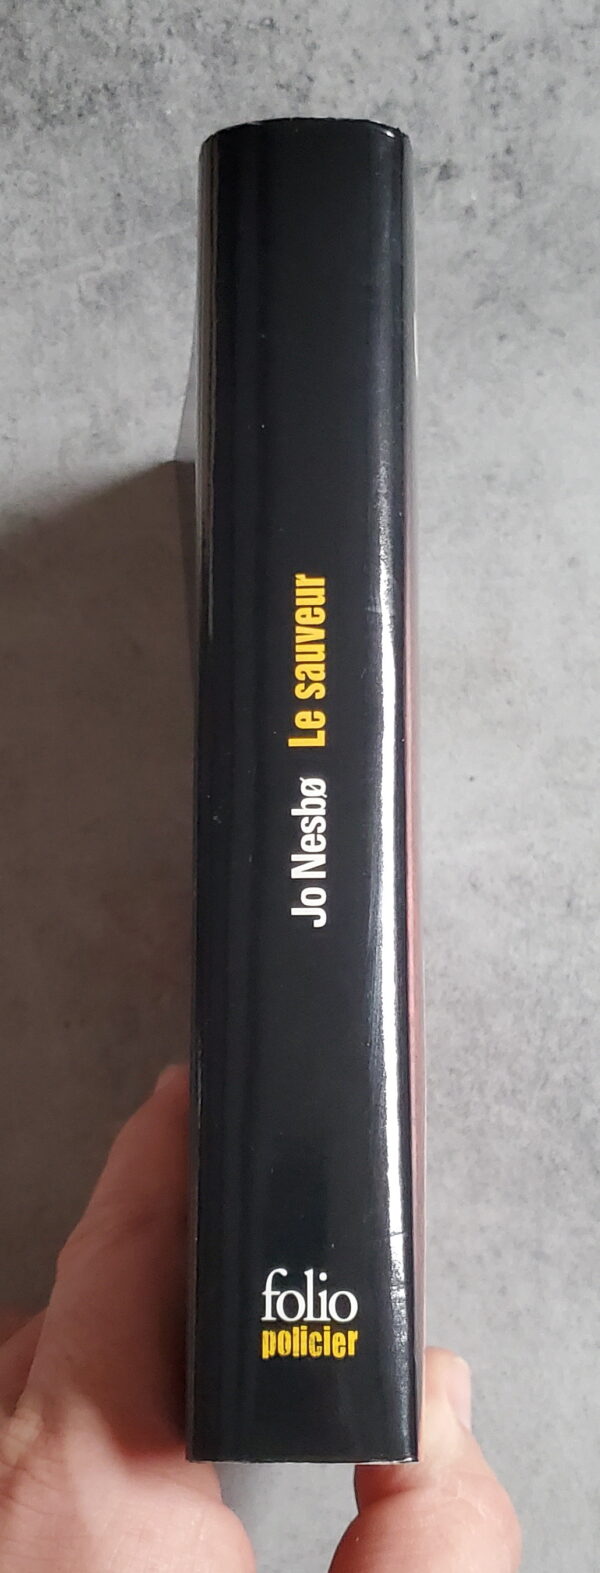 Jo Nesbø Le sauveur
folio
policier